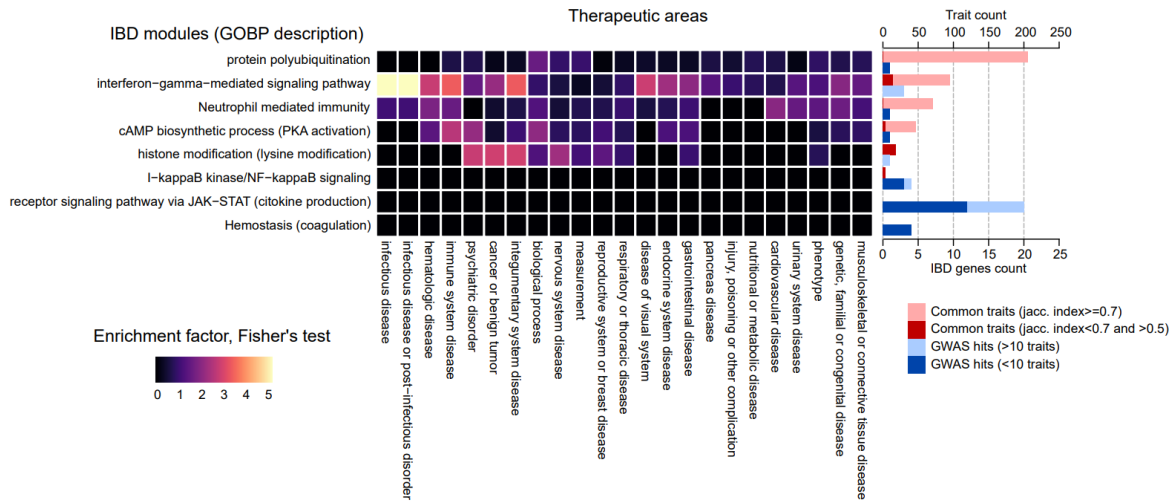 Therapeutic areas
Trait count
IBD modules (GOBP description)
0 50 100 150 200 250
protein polyubiquitination
interferon-gamma-mediated signaling pathway
Neutrophil mediated immunity
cAMP biosynthetic process (PKA activation)
histone modification (lysine modification)
I-kappaB kinase/NF-kappaB signaling
receptor signaling pathway via JAK-STAT (citokine production)
Hemostasis (coagulation)
0 5 10 15 20 25
IBD genes count
infectious disease
infectious disease or post-infectious disorder
hematologic disease
immune system disease
psychiatric disorder
cancer or benign tumor
integumentary system disease
biological process
nervous system disease
measurement
reproductive system or breast disease
respiratory or thoracic disease
disease of visual system
endocrine system disease
gastrointestinal disease
pancreas disease
injury, poisoning or other complication
nutritional or metabolic disease
cardiovascular disease
urinary system disease
phenotype
genetic, familial or congenital disease
musculoskeletal or connective tissue disease
Enrichment factor, Fisher's test
0 1 2 3 4 5
Common traits (jacc. index>=0.7)
Common traits (jacc. index<0.7 and >0.5)
GWAS hits (>10 traits)
GWAS hits (<10 traits)